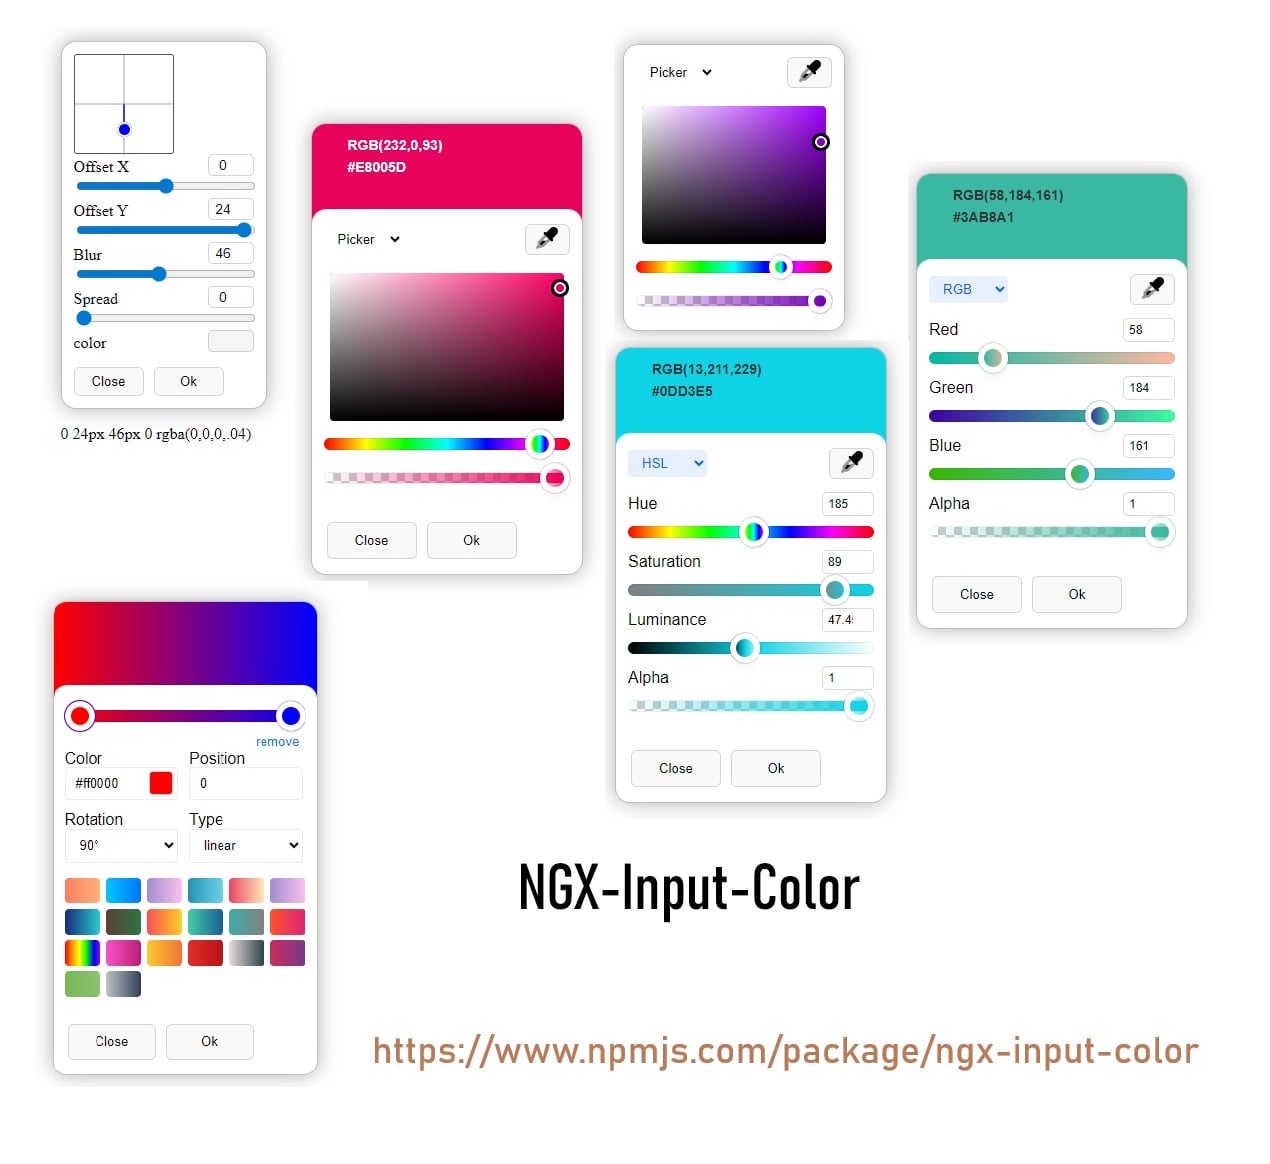 Offset X 0
Offset Y 24
Blur 46
Spread 0
color
Close Ok
0 24px 46px 0 rgba(0,0,0,.04)
RGB(232,0,93)
#E8005D
Picker
Close Ok
Picker
RGB(13,211,229)
#0DD3E5
HSL
Hue 185
Saturation 89
Luminance 47.4
Alpha 1
Close Ok
RGB(58,184,161)
#3AB8A1
RGB
Red 58
Green 184
Blue 161
Alpha 1
Close Ok
remove
Color Position
#ff0000 0
Rotation Type
90° linear
Close Ok
NGX-Input-Color
https://www.npmjs.com/package/ngx-input-color